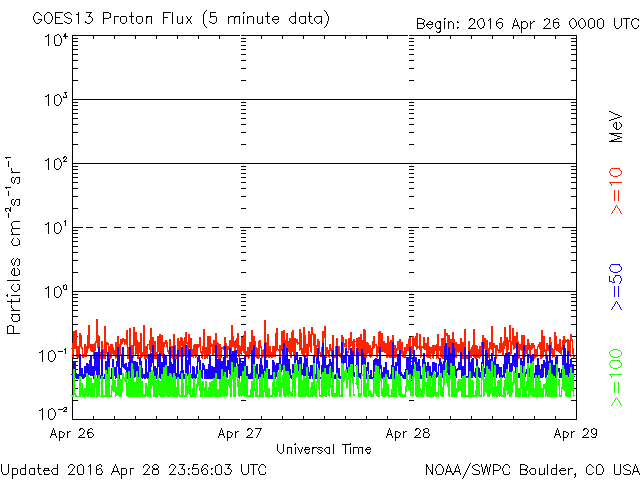 GOES13 Proton Flux (5 minute data)
Begin: 2016 Apr 26 0000 UTC
Particles cm⁻²s⁻¹sr⁻¹
10⁴
10³
10²
10¹
10⁰
10⁻¹
10⁻²
MeV
>=10
>=50
>=100
Apr 26
Apr 27
Apr 28
Apr 29
Universal Time
Updated 2016 Apr 28 23:56:03 UTC
NOAA/SWPC Boulder, CO USA